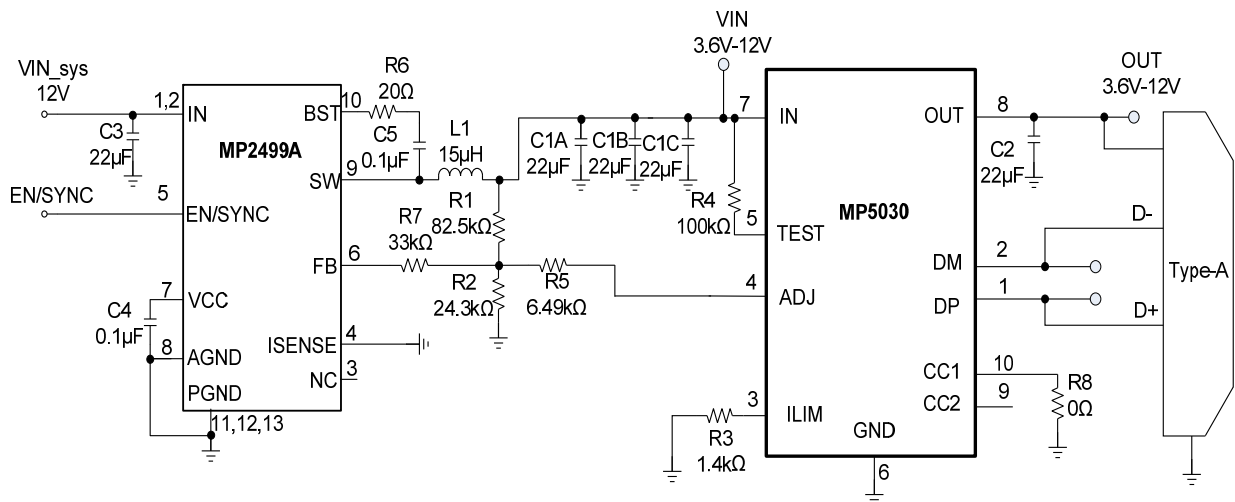 VIN_sys
12V
C3
22µF
EN/SYNC
1,2
IN
MP2499A
5
EN/SYNC
7
VCC
C4
0.1µF
8
AGND
PGND
11,12,13
BST
10
R6
20Ω
C5
0.1µF
SW
9
L1
15µH
R1
82.5kΩ
R7
33kΩ
FB
6
R2
24.3kΩ
R5
6.49kΩ
ISENSE
4
NC
3
VIN
3.6V-12V
C1A
22µF
C1B
22µF
C1C
22µF
R4
100kΩ
7
IN
5
TEST
4
ADJ
MP5030
3
ILIM
R3
1.4kΩ
GND
6
OUT
8
C2
22µF
OUT
3.6V-12V
DM
2
DP
1
D-
D+
Type-A
CC1
10
CC2
9
R8
0Ω